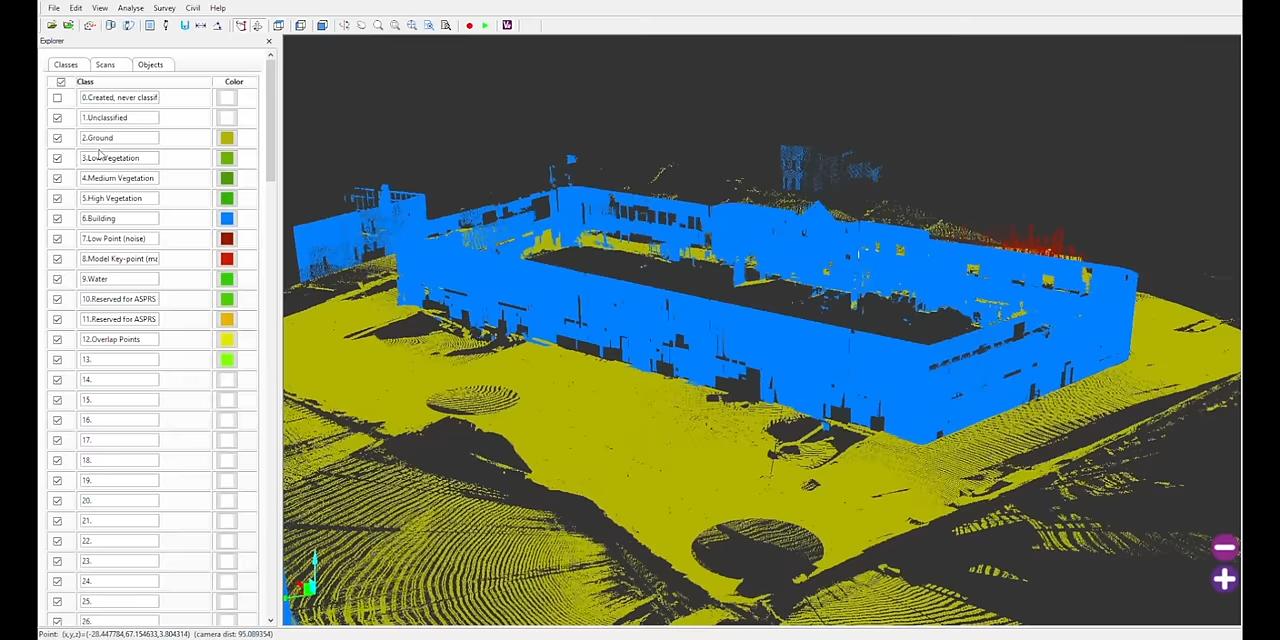 File Edit View Analyse Survey Civil Help
Explorer
Classes Scans Objects
Class Color
0.Created, never classif
1.Unclassified
2.Ground
3.Low Vegetation
4.Medium Vegetation
5.High Vegetation
6.Building
7.Low Point (noise)
8.Model Key-point (ma
9.Water
10.Reserved for ASPRS
11.Reserved for ASPRS
12.Overlap Points
13.
14.
15.
16.
17.
18.
19.
20.
21.
22.
23.
24.
25.
26.
Point: (x,y,z)=(-28.447784,67.154633,3.804314) (camera dist: 95.089354)